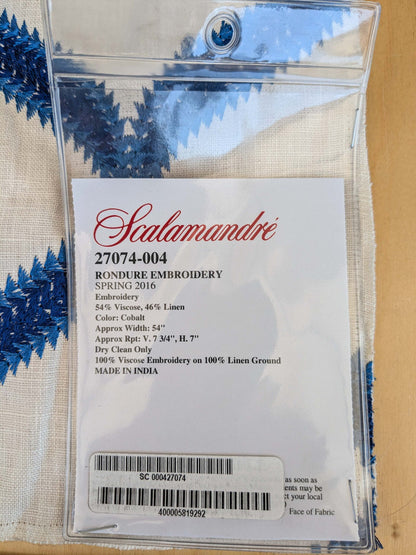 Scalamandré
27074-004
RONDURE EMBROIDERY
SPRING 2016
Embroidery
54% Viscose, 46% Linen
Color: Cobalt
Approx Width: 54"
Approx Rpt: V. 7 3/4", H. 7"
Dry Clean Only
100% Viscose Embroidery on 100% Linen Ground
MADE IN INDIA
SC 000427074
400005819292
as soon as
ents may be
ct your local
Face of Fabric